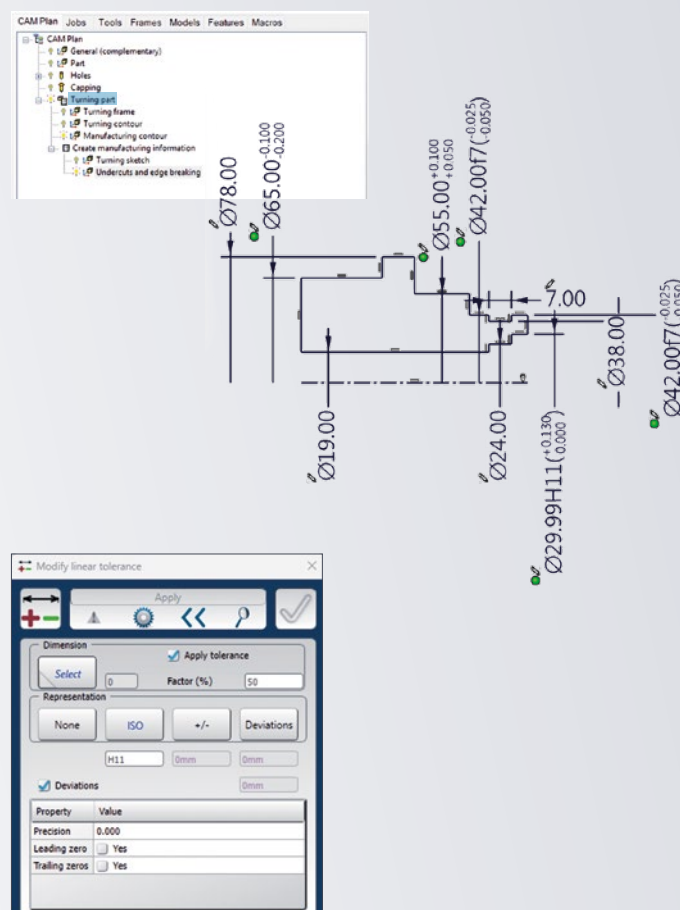 CAM Plan Jobs Tools Frames Models Features Macros
CAM Plan
General (complementary)
Part
Holes
Capping
Turning part
Turning frame
Turning contour
Manufacturing contour
Create manufacturing information
Turning sketch
Undercuts and edge breaking
Ø78.00
Ø65.00 -0.100 -0.200
Ø55.00 +0.100 +0.050
Ø42.00f7(-0.025 -0.050)
7.00
Ø38.00
Ø42.00f7(-0.025 -0.050)
Ø19.00
Ø24.00
Ø29.99H11(+0.130 0.000)
Modify linear tolerance
Apply
Dimension
Apply tolerance
Select 0 Factor (%) 50
Representation
None ISO +/- Deviations
H11 0mm 0mm
Deviations 0mm
Property Value
Precision 0.000
Leading zero Yes
Trailing zeros Yes